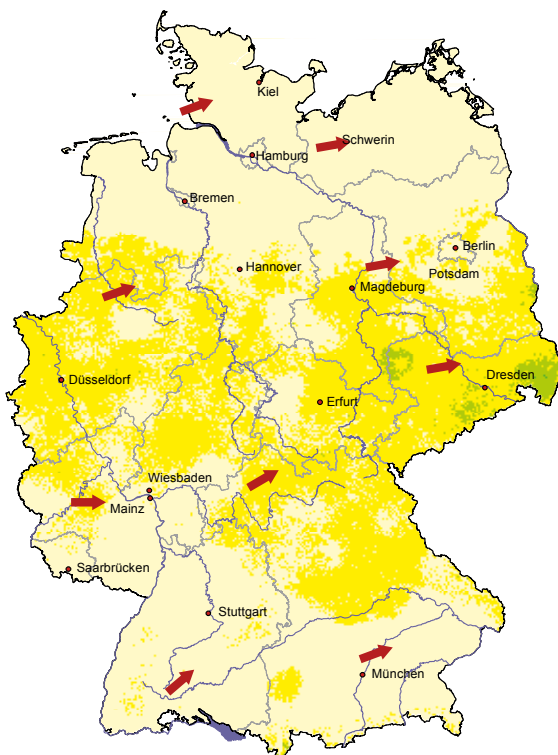 Kiel
Schwerin
Hamburg
Bremen
Berlin
Hannover
Potsdam
Magdeburg
Düsseldorf
Dresden
Erfurt
Wiesbaden
Mainz
Saarbrücken
Stuttgart
München